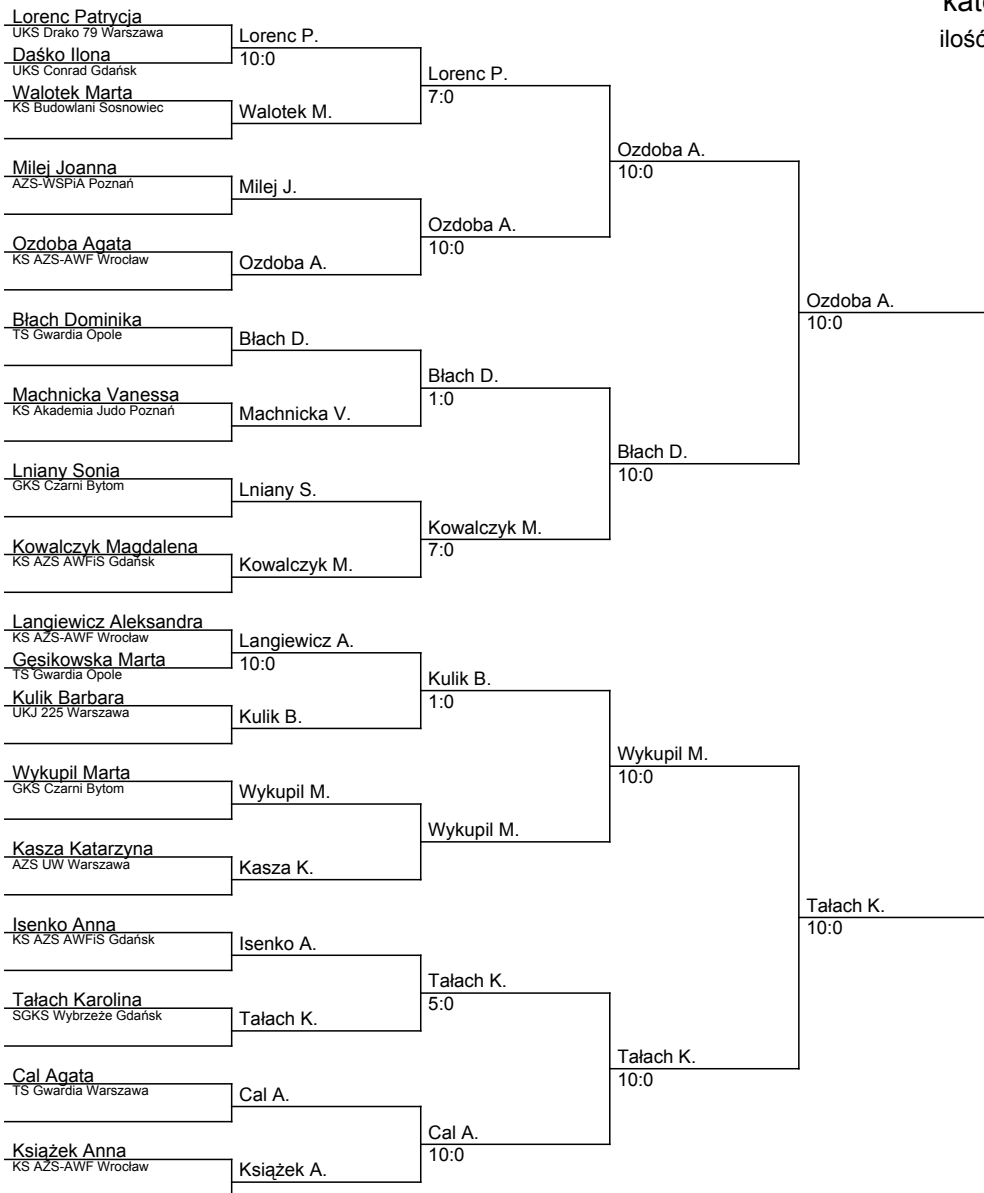 kat
ilość
Lorenc Patrycja
UKS Drako 79 Warszawa
Daśko Ilona
UKS Conrad Gdańsk
Walotek Marta
KS Budowlani Sosnowiec
Milej Joanna
AZS-WSPiA Poznań
Ozdoba Agata
KS AZS-AWF Wrocław
Błach Dominika
TS Gwardia Opole
Machnicka Vanessa
KS Akademia Judo Poznań
Lniany Sonia
GKS Czarni Bytom
Kowalczyk Magdalena
KS AZS AWFiS Gdańsk
Langiewicz Aleksandra
KS AZS-AWF Wrocław
Gęsikowska Marta
TS Gwardia Opole
Kulik Barbara
UKJ 225 Warszawa
Wykupil Marta
GKS Czarni Bytom
Kasza Katarzyna
AZS UW Warszawa
Isenko Anna
KS AZS AWFiS Gdańsk
Tałach Karolina
SGKS Wybrzeże Gdańsk
Cal Agata
TS Gwardia Warszawa
Książek Anna
KS AZS-AWF Wrocław
Lorenc P.
10:0
Walotek M.
Milej J.
Ozdoba A.
Błach D.
Machnicka V.
Lniany S.
Kowalczyk M.
Langiewicz A.
10:0
Kulik B.
Wykupil M.
Kasza K.
Isenko A.
Tałach K.
Cal A.
Książek A.
Lorenc P.
7:0
Ozdoba A.
10:0
Błach D.
1:0
Kowalczyk M.
7:0
Kulik B.
1:0
Wykupil M.
Tałach K.
5:0
Cal A.
10:0
Ozdoba A.
10:0
Błach D.
10:0
Wykupil M.
10:0
Tałach K.
10:0
Ozdoba A.
10:0
Tałach K.
10:0